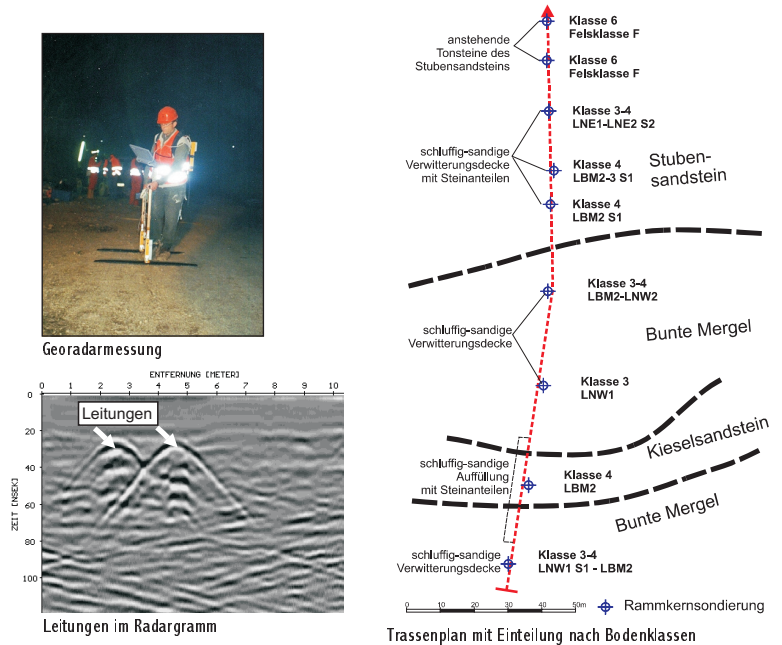 Georadarmessung
ENTFERNUNG [METER]
0 1 2 3 4 5 6 7 8 9 10
Leitungen
ZEIT [NSEK]
0
20
40
60
80
100
Leitungen im Radargramm
anstehende
Tonsteine des
Stubensandsteins
Klasse 6
Felsklasse F
Klasse 6
Felsklasse F
Klasse 3-4
LNE1-LNE2 S2
schluffig-sandige
Verwitterungsdecke
mit Steinanteilen
Klasse 4
LBM2-3 S1
Klasse 4
LBM2 S1
Stuben-
sandstein
Klasse 3-4
LBM2-LNW2
schluffig-sandige
Verwitterungsdecke
Bunte Mergel
Klasse 3
LNW1
Kieselsandstein
schluffig-sandige
Auffüllung
mit Steinanteilen
Klasse 4
LBM2
Bunte Mergel
schluffig-sandige
Verwitterungsdecke
Klasse 3-4
LNW1 S1 - LBM2
0 10 20 30 40 50m
Rammkernsondierung
Trassenplan mit Einteilung nach Bodenklassen